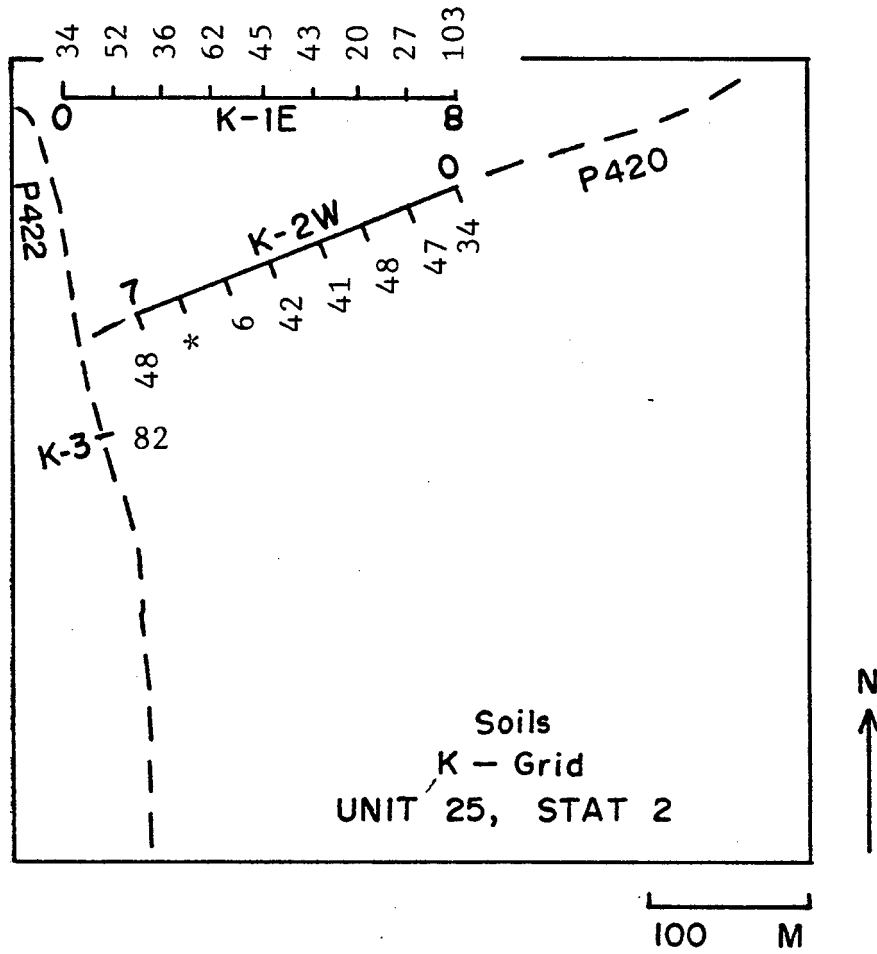 34 52 36 62 45 43 20 27 103
0 K-1E 8
P422
0
P420
K-2W
7
48 * 6 42 41 48 47 34
K-3 82
N
Soils
K – Grid
UNIT 25, STAT 2
100 M